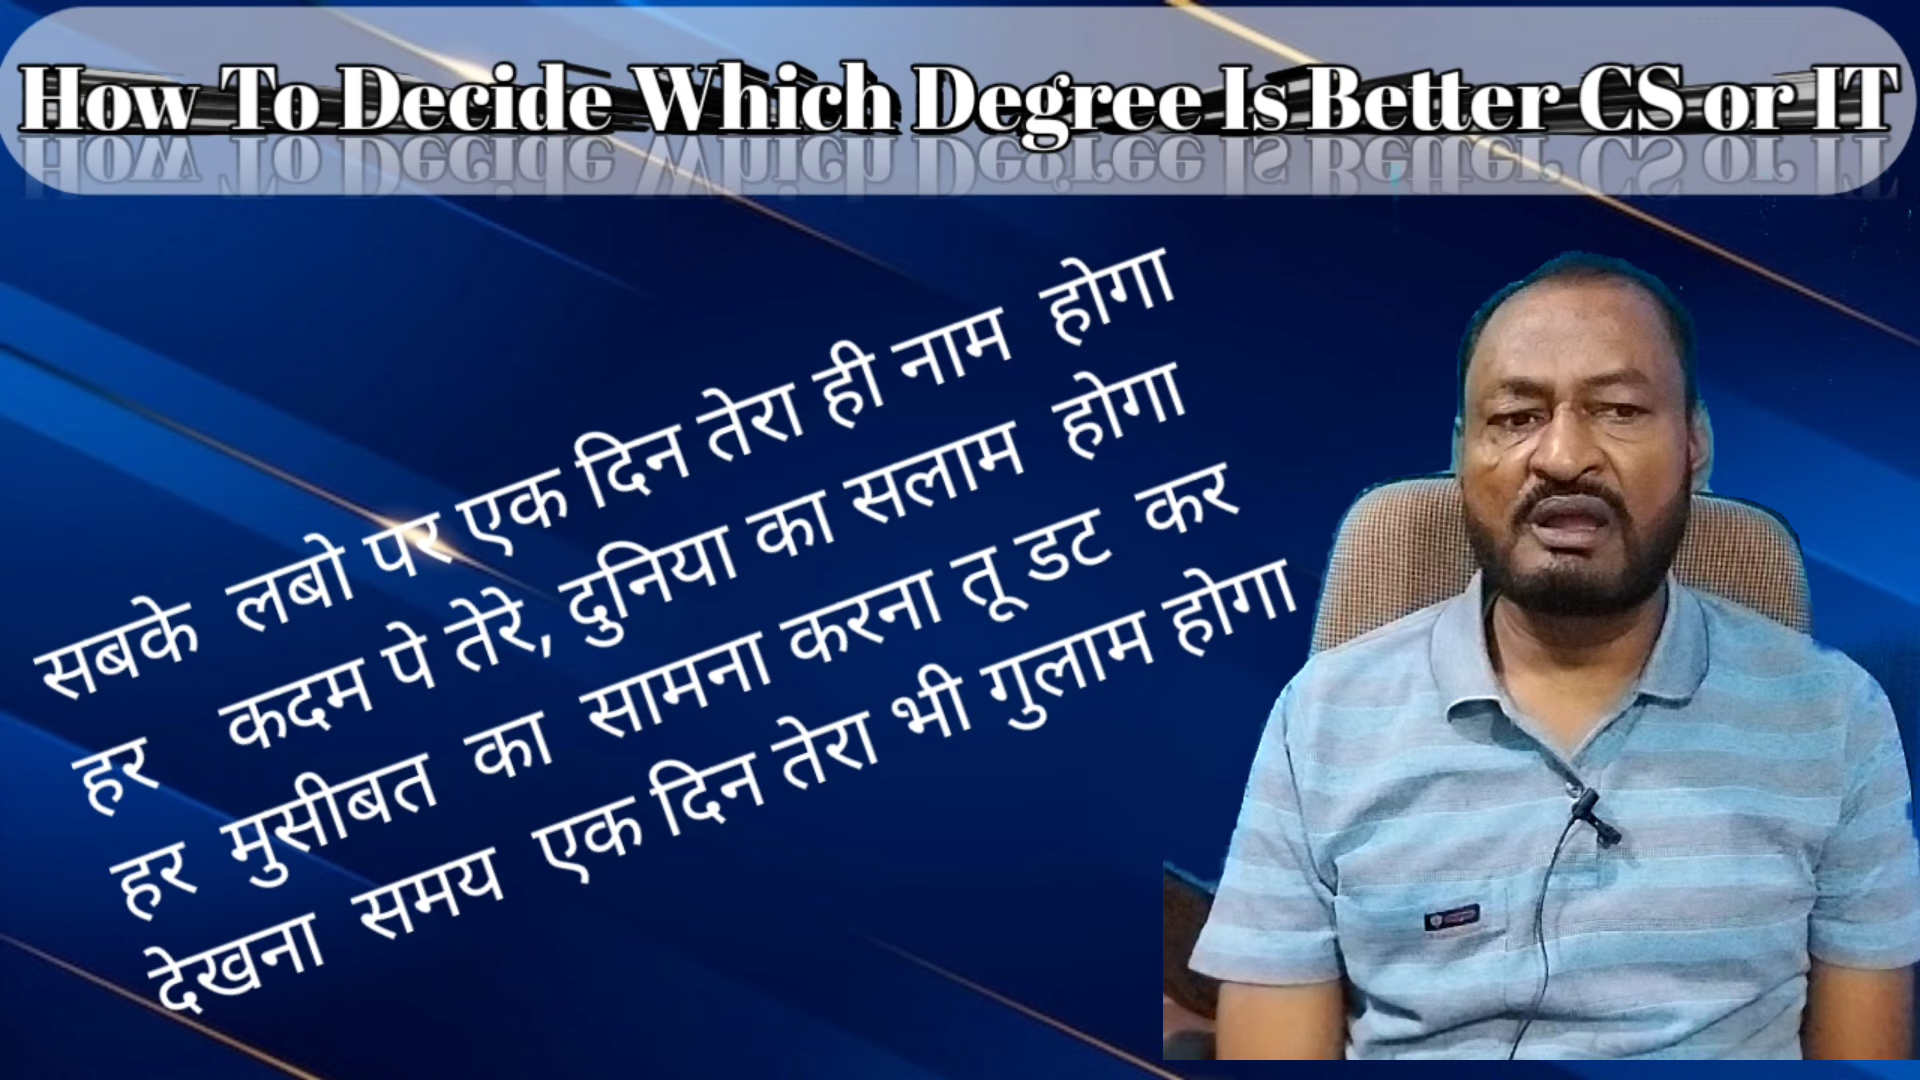 How To Decide Which Degree Is Better CS or IT
सबके लबो पर एक दिन तेरा ही नाम होगा
हर कदम पे तेरे, दुनिया का सलाम होगा
हर मुसीबत का सामना करना तू डट कर
देखना समय एक दिन तेरा भी गुलाम होगा